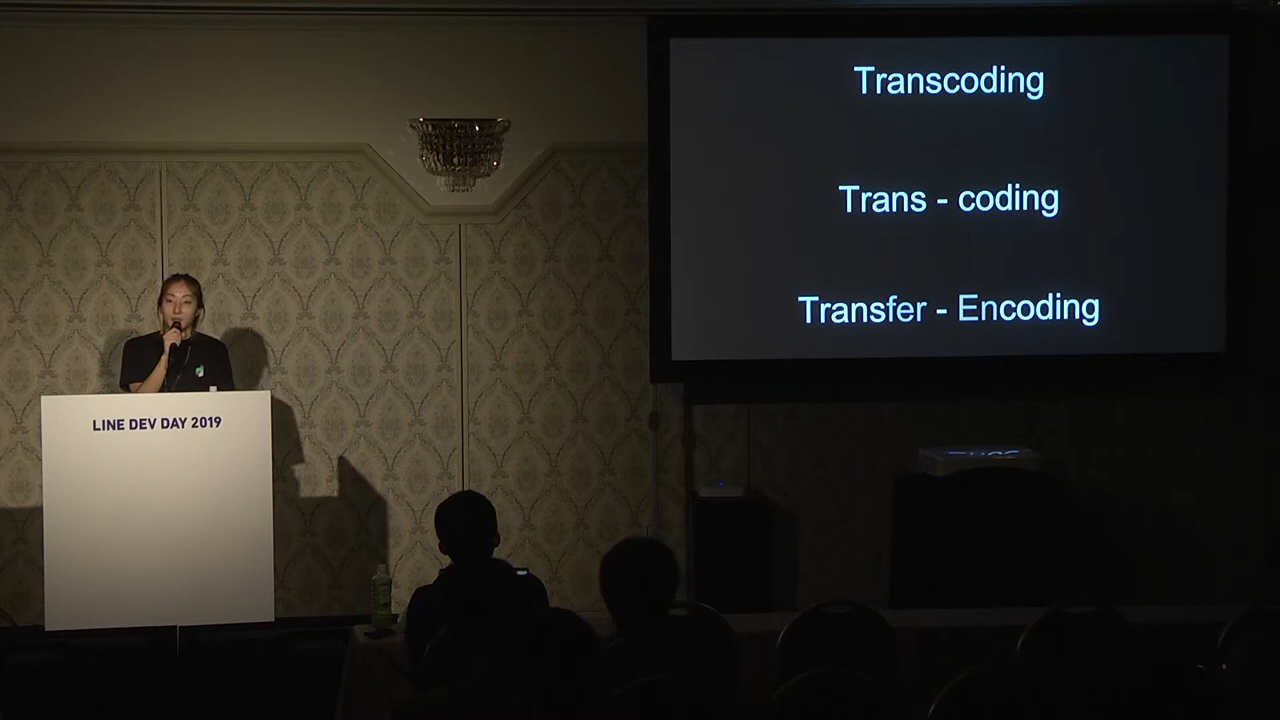 Transcoding
Trans - coding
Transfer - Encoding
LINE DEV DAY 2019